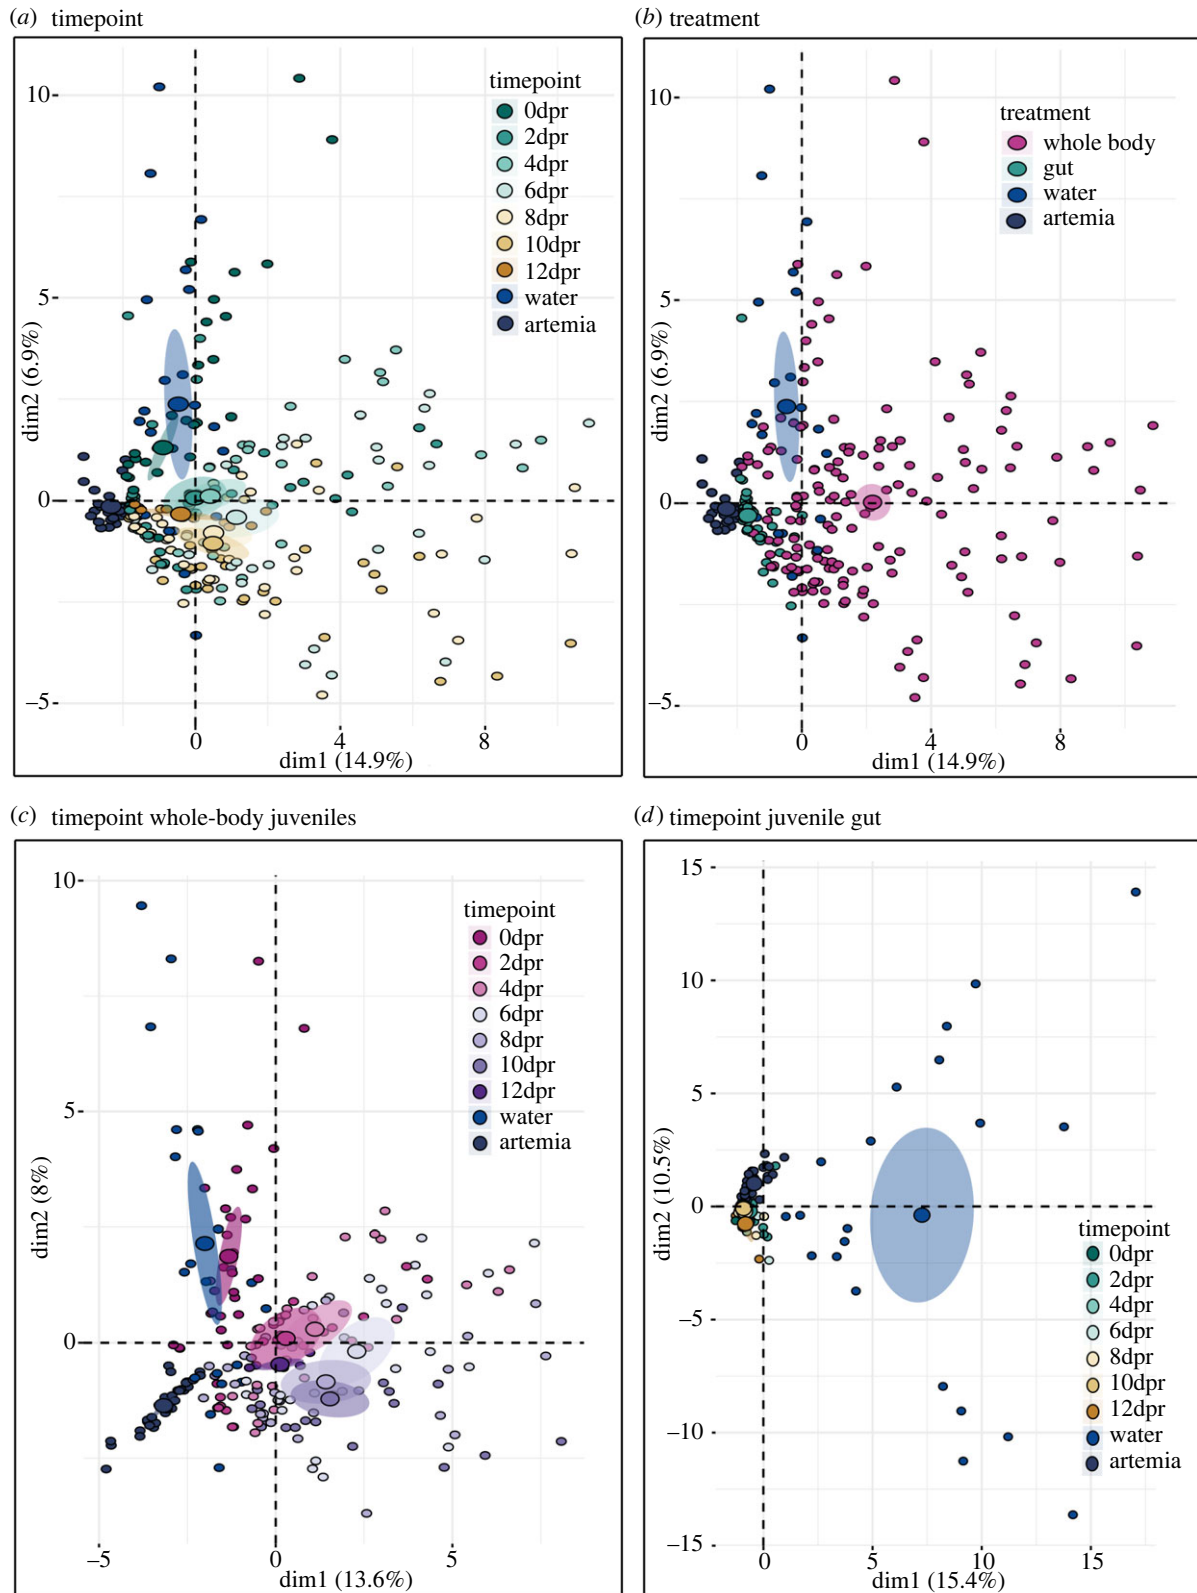 (a) timepoint
timepoint
0dpr
2dpr
4dpr
6dpr
8dpr
10dpr
12dpr
water
artemia
10
5
0
–5
dim2 (6.9%)
0
4
8
dim1 (14.9%)
(b) treatment
treatment
whole body
gut
water
artemia
10
5
0
–5
dim2 (6.9%)
0
4
8
dim1 (14.9%)
(c) timepoint whole-body juveniles
timepoint
0dpr
2dpr
4dpr
6dpr
8dpr
10dpr
12dpr
water
artemia
10
5
0
dim2 (8%)
–5
0
5
dim1 (13.6%)
(d) timepoint juvenile gut
15
10
5
0
–5
–10
–15
dim2 (10.5%)
timepoint
0dpr
2dpr
4dpr
6dpr
8dpr
10dpr
12dpr
water
artemia
0
5
10
15
dim1 (15.4%)